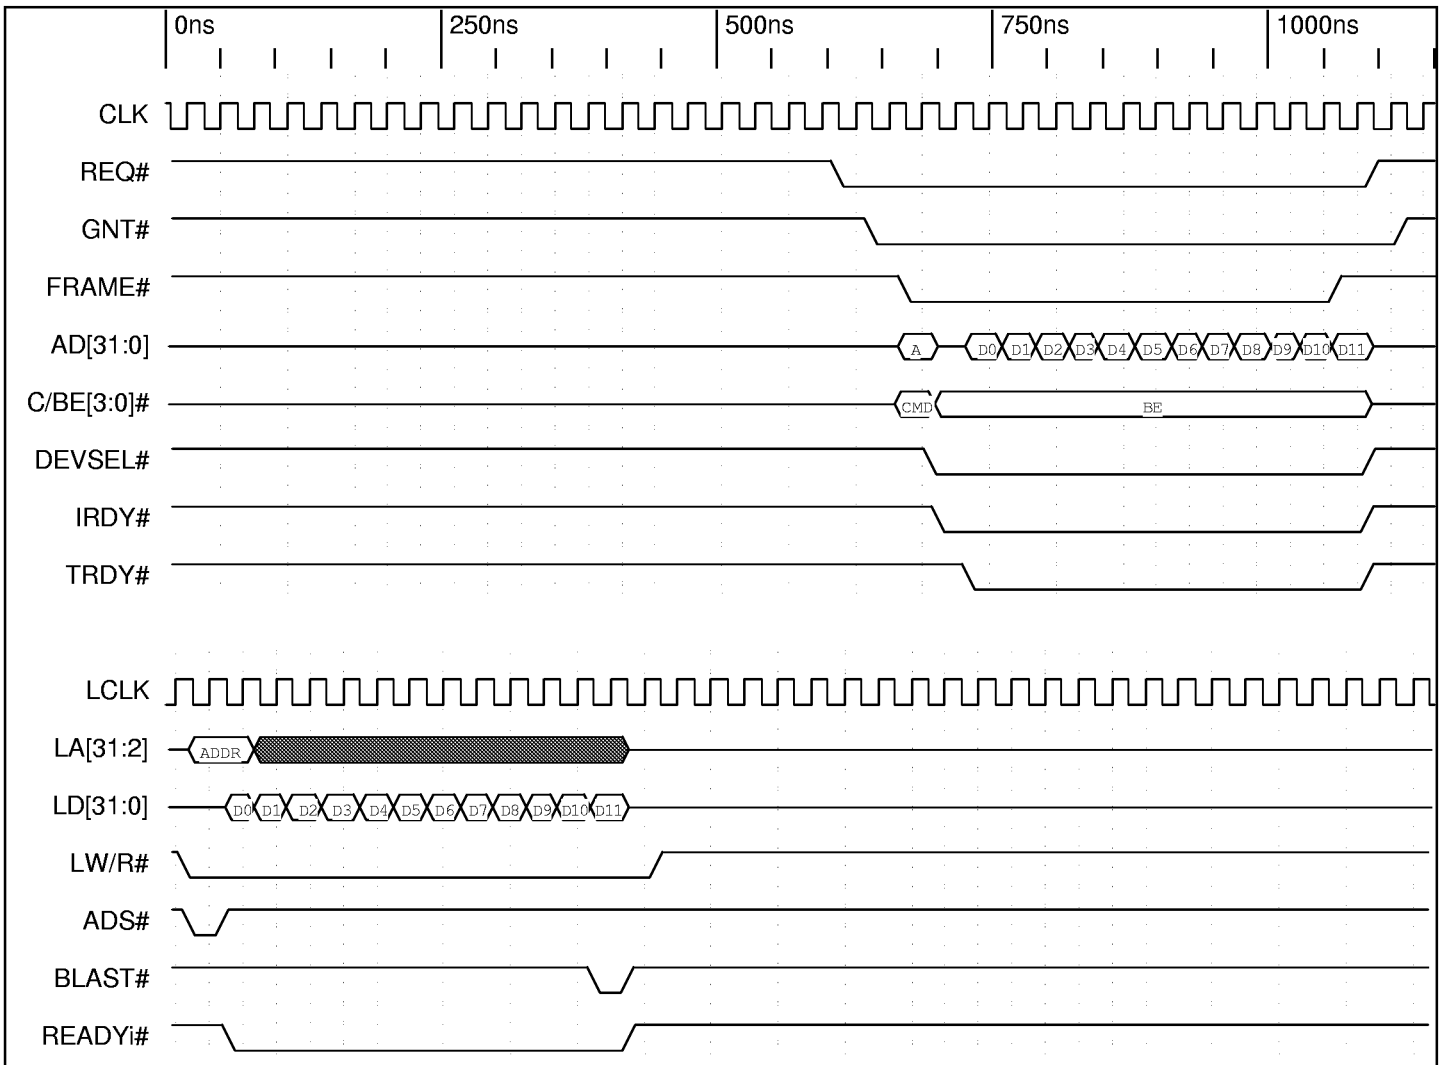 0ns 250ns 500ns 750ns 1000ns
CLK
REQ#
GNT#
FRAME#
AD[31:0] A D0 D1 D2 D3 D4 D5 D6 D7 D8 D9 D10 D11
C/BE[3:0]# CMD BE
DEVSEL#
IRDY#
TRDY#
LCLK
LA[31:2] ADDR
LD[31:0] D0 D1 D2 D3 D4 D5 D6 D7 D8 D9 D10 D11
LW/R#
ADS#
BLAST#
READYi#